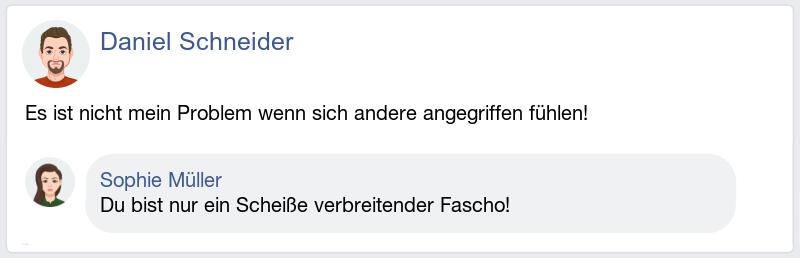 Daniel Schneider
Es ist nicht mein Problem wenn sich andere angegriffen fühlen!
Sophie Müller
Du bist nur ein Scheiße verbreitender Fascho!